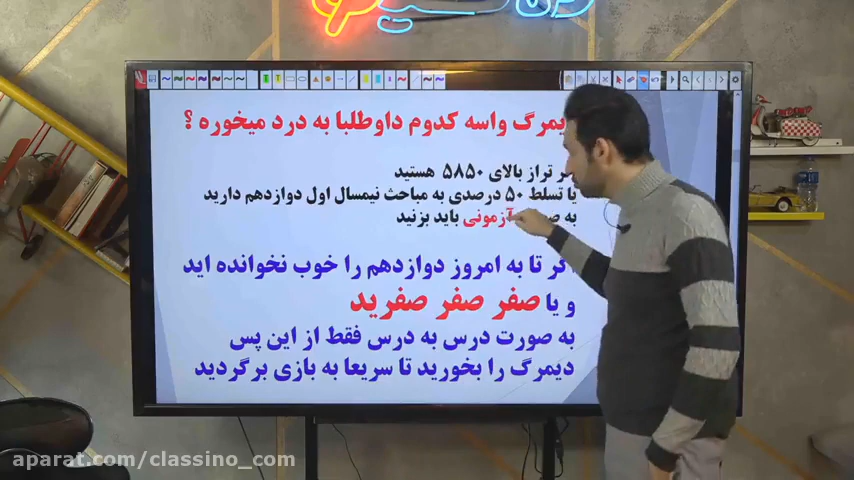 یمرگ واسه کدوم داوطلبا به درد میخوره ؟
تراز بالای ۵۸۵۰ هستید
یا تسلط ۵۰ درصدی به مباحث نیمسال اول دوازدهم دارید
به آزمونی باید بزنید
گر تا به امروز دوازدهم را خوب نخوانده اید
و یا صفر صفر صفرید
به صورت درس به درس فقط از این پس
دیمرگ را بخورید تا سریعا به بازی برگردید
aparat.com/classino_com